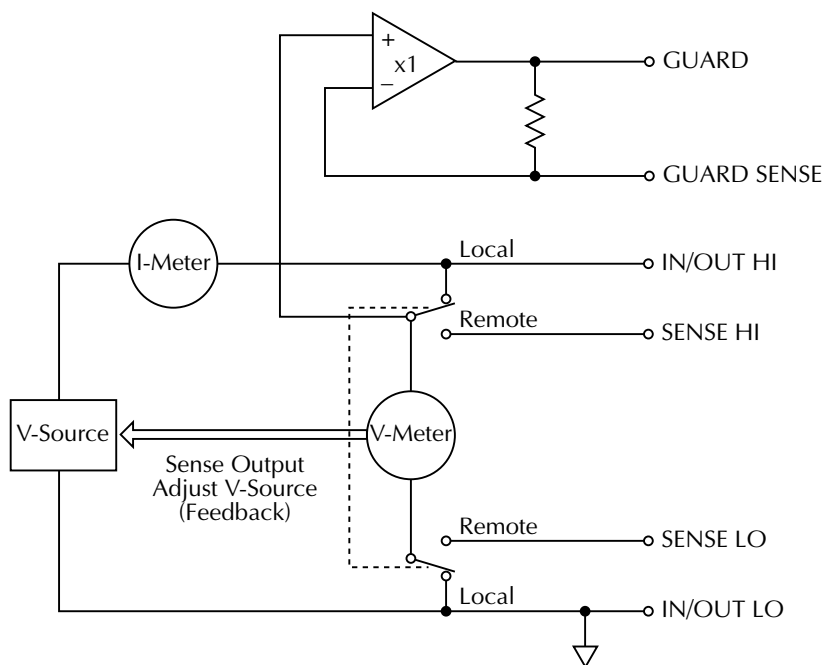 +
x1
−
GUARD
GUARD SENSE
I-Meter
Local
IN/OUT HI
Remote
SENSE HI
V-Source
V-Meter
Sense Output
Adjust V-Source
(Feedback)
Remote
SENSE LO
Local
IN/OUT LO